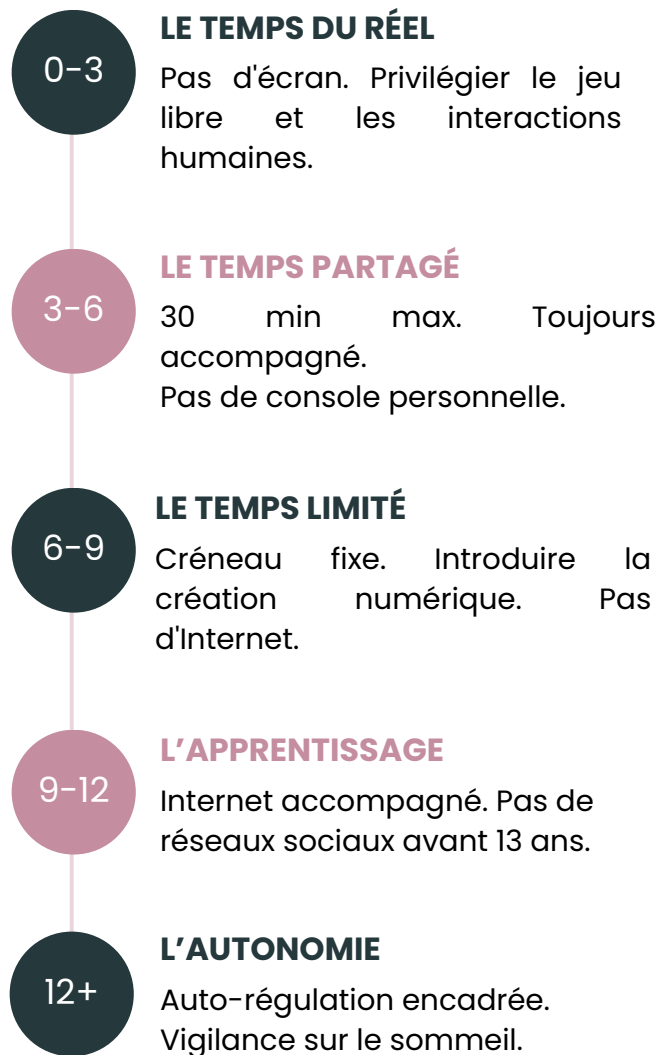 0-3
LE TEMPS DU RÉEL
Pas d'écran. Privilégier le jeu
libre et les interactions
humaines.
3-6
LE TEMPS PARTAGÉ
30 min max. Toujours
accompagné.
Pas de console personnelle.
6-9
LE TEMPS LIMITÉ
Créneau fixe. Introduire la
création numérique. Pas
d'Internet.
9-12
L’APPRENTISSAGE
Internet accompagné. Pas de
réseaux sociaux avant 13 ans.
12+
L’AUTONOMIE
Auto-régulation encadrée.
Vigilance sur le sommeil.